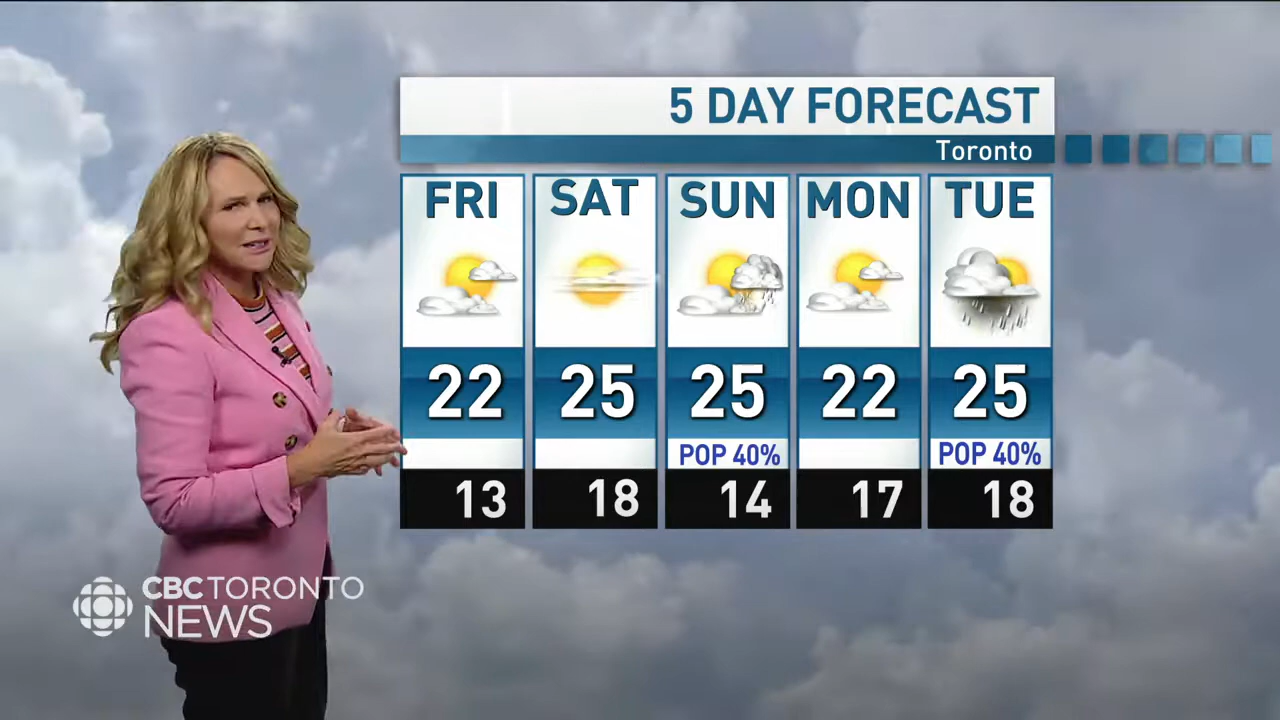 5 DAY FORECAST
Toronto
FRI SAT SUN MON TUE
22 25 25 22 25
POP 40% POP 40%
13 18 14 17 18
CBC TORONTO
NEWS